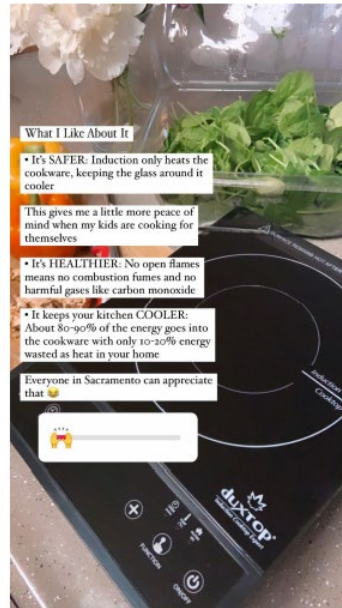 What I Like About It
• It's SAFER: Induction only heats the
cookware, keeping the glass around it
cooler
This gives me a little more peace of
mind when my kids are cooking for
themselves
• It's HEALTHIER: No open flames
means no combustion fumes and no
harmful gases like carbon monoxide
• It keeps your kitchen COOLER:
About 80-90% of the energy goes into
the cookware with only 10-20% energy
wasted as heat in your home
Everyone in Sacramento can appreciate
that 😂
🙌
Induction
Cooktop
duxtop
Induction Cooktop Expert
FUNCTION
ON/OFF